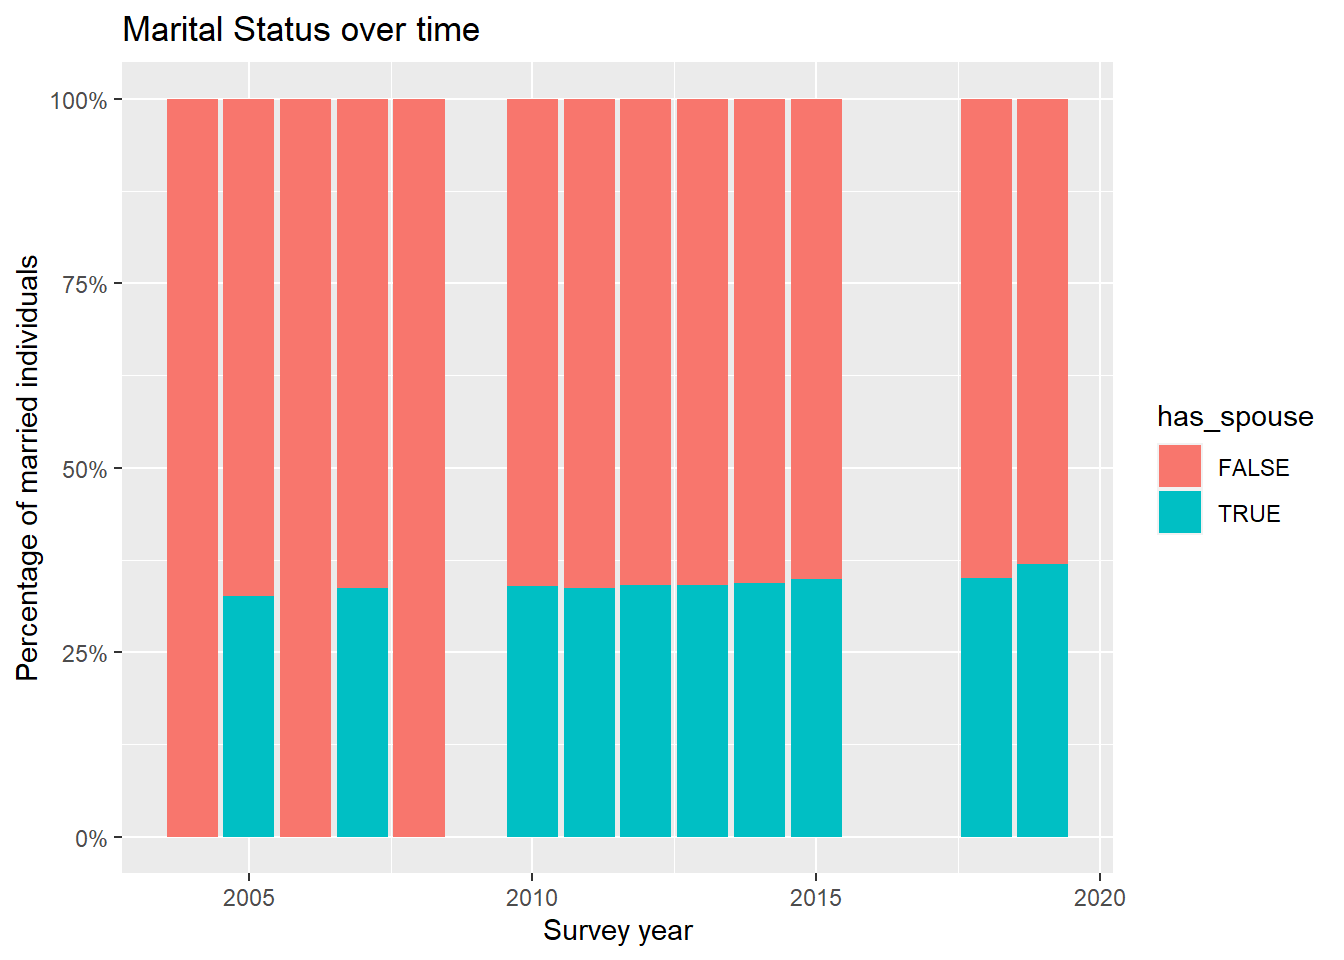 Marital Status over time
Percentage of married individuals
100%
75%
50%
25%
0%
2005
2010
2015
2020
Survey year
has_spouse
FALSE
TRUE